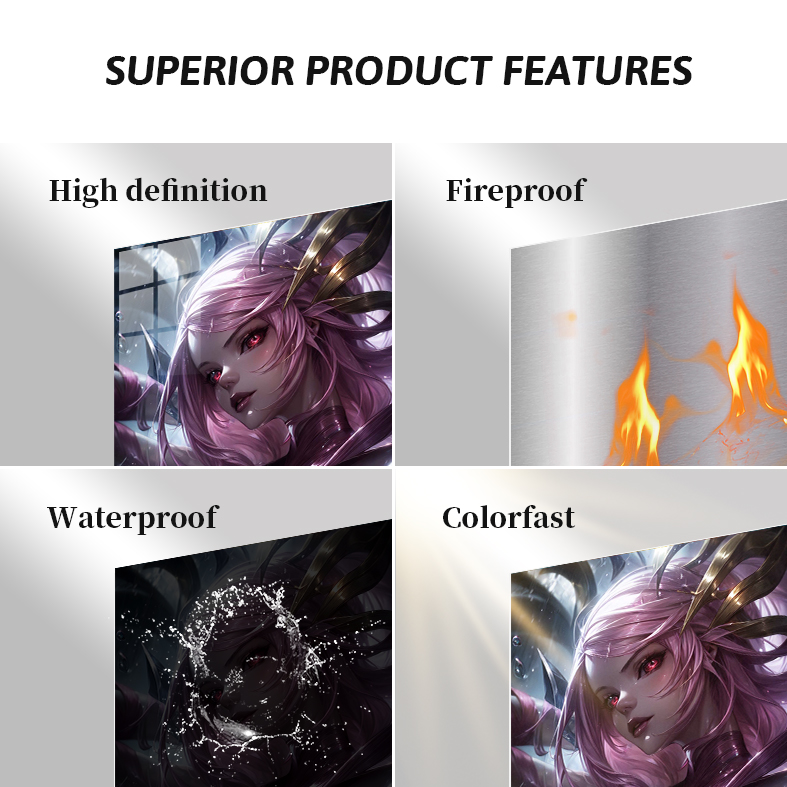 SUPERIOR PRODUCT FEATURES
High definition
Fireproof
Waterproof
Colorfast